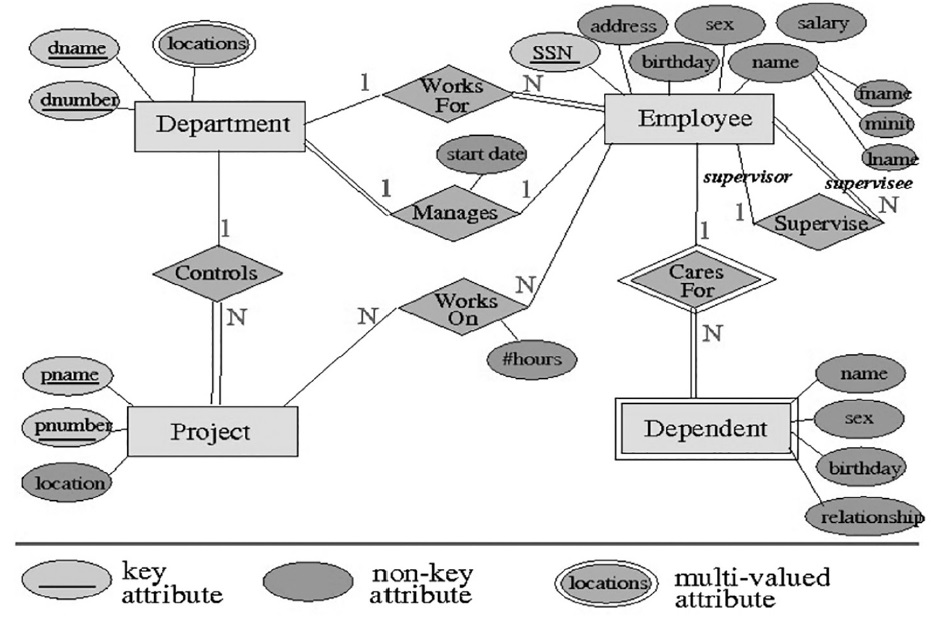 dname
locations
address
sex
salary
SSN
birthday
name
dnumber
1
Works
For
N
fname
Department
Employee
minit
lname
start date
supervisor
supervisee
1
Manages
1
1
Supervise
N
1
Controls
1
Cares
For
N
N
Works
On
N
N
#hours
pname
name
pnumber
Project
Dependent
sex
location
birthday
relationship
key
attribute
non-key
attribute
locations
multi-valued
attribute